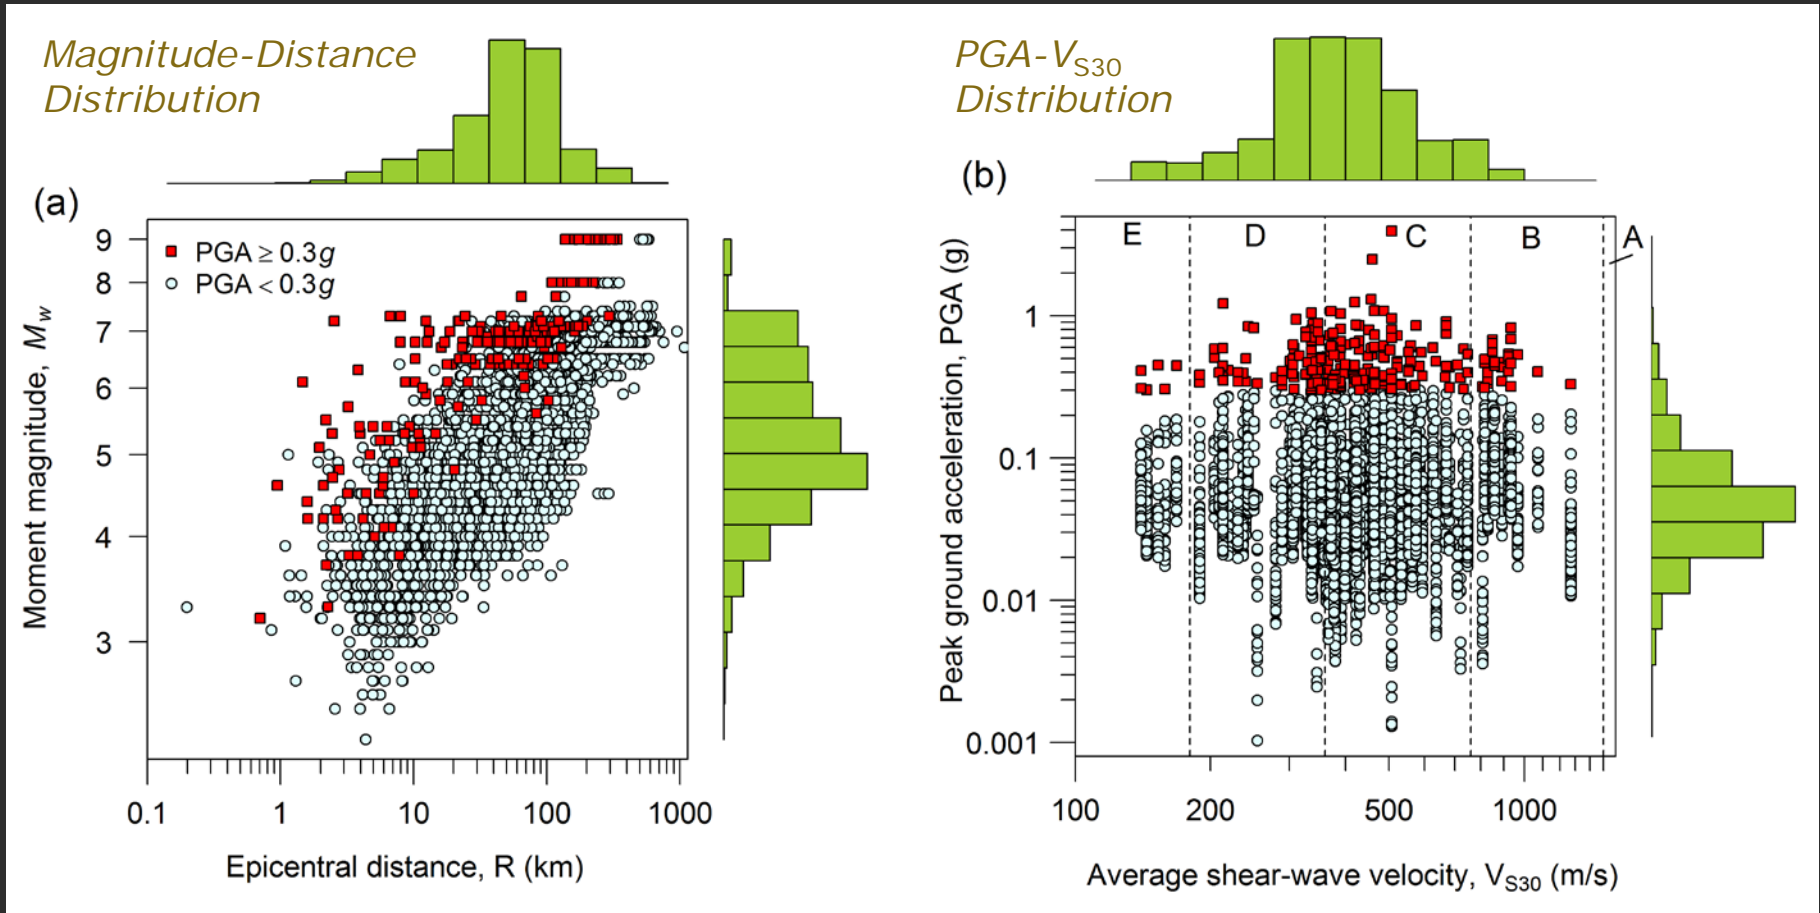 Magnitude-Distance
Distribution
(a)
PGA ≥ 0.3g
PGA < 0.3g
9
8
7
6
5
4
3
Moment magnitude, Mw
0.1 1 10 100 1000
Epicentral distance, R (km)
PGA-VS30
Distribution
(b)
E D C B A
1
0.1
0.01
0.001
Peak ground acceleration, PGA (g)
100 200 500 1000
Average shear-wave velocity, VS30 (m/s)